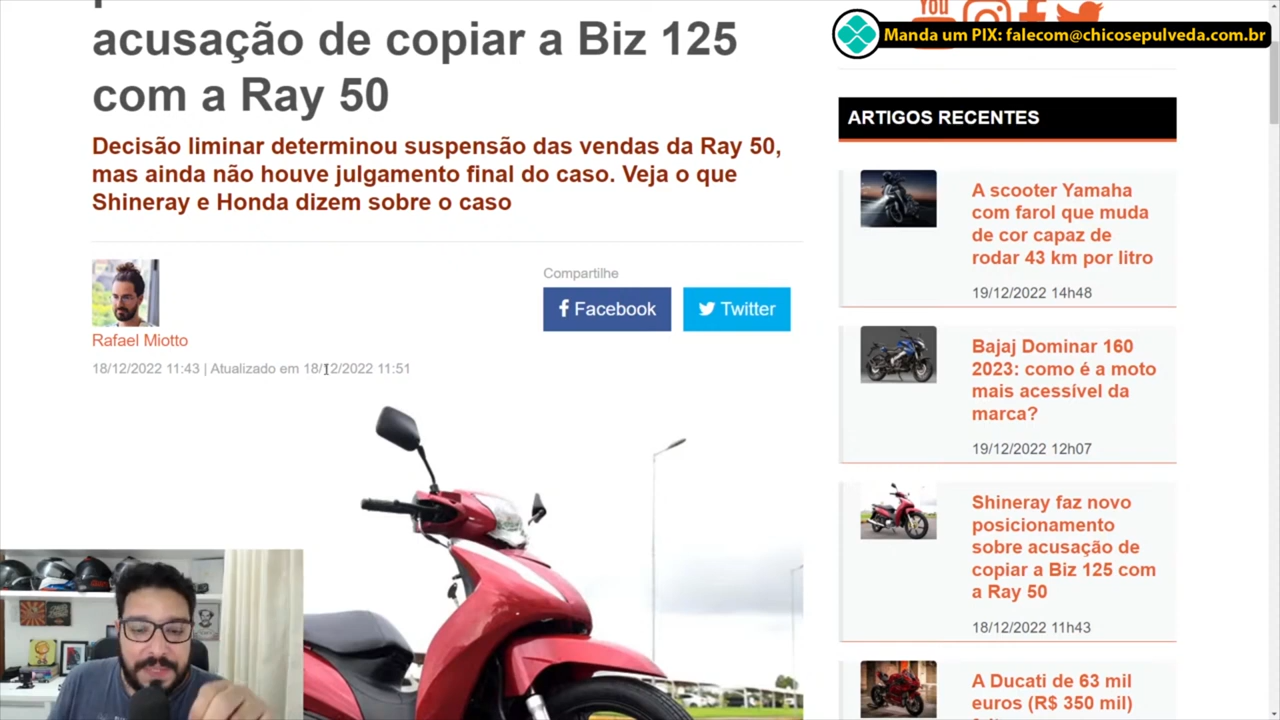 acusação de copiar a Biz 125
com a Ray 50
Decisão liminar determinou suspensão das vendas da Ray 50,
mas ainda não houve julgamento final do caso. Veja o que
Shineray e Honda dizem sobre o caso
Rafael Miotto
18/12/2022 11:43 | Atualizado em 18/12/2022 11:51
Compartilhe
Facebook
Twitter
You
Manda um PIX: falecom@chicosepulveda.com.br
ARTIGOS RECENTES
A scooter Yamaha
com farol que muda
de cor capaz de
rodar 43 km por litro
19/12/2022 14h48
Bajaj Dominar 160
2023: como é a moto
mais acessível da
marca?
19/12/2022 12h07
Shineray faz novo
posicionamento
sobre acusação de
copiar a Biz 125 com
a Ray 50
18/12/2022 11h43
A Ducati de 63 mil
euros (R$ 350 mil)